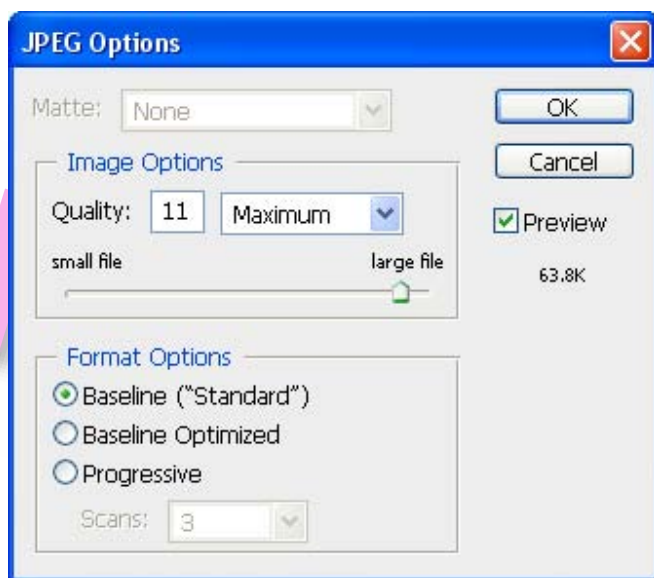 JPEG Options
Matte: None
OK
Image Options
Cancel
Quality: 11 Maximum
Preview
small file large file
63.8K
Format Options
Baseline ("Standard")
Baseline Optimized
Progressive
Scans: 3